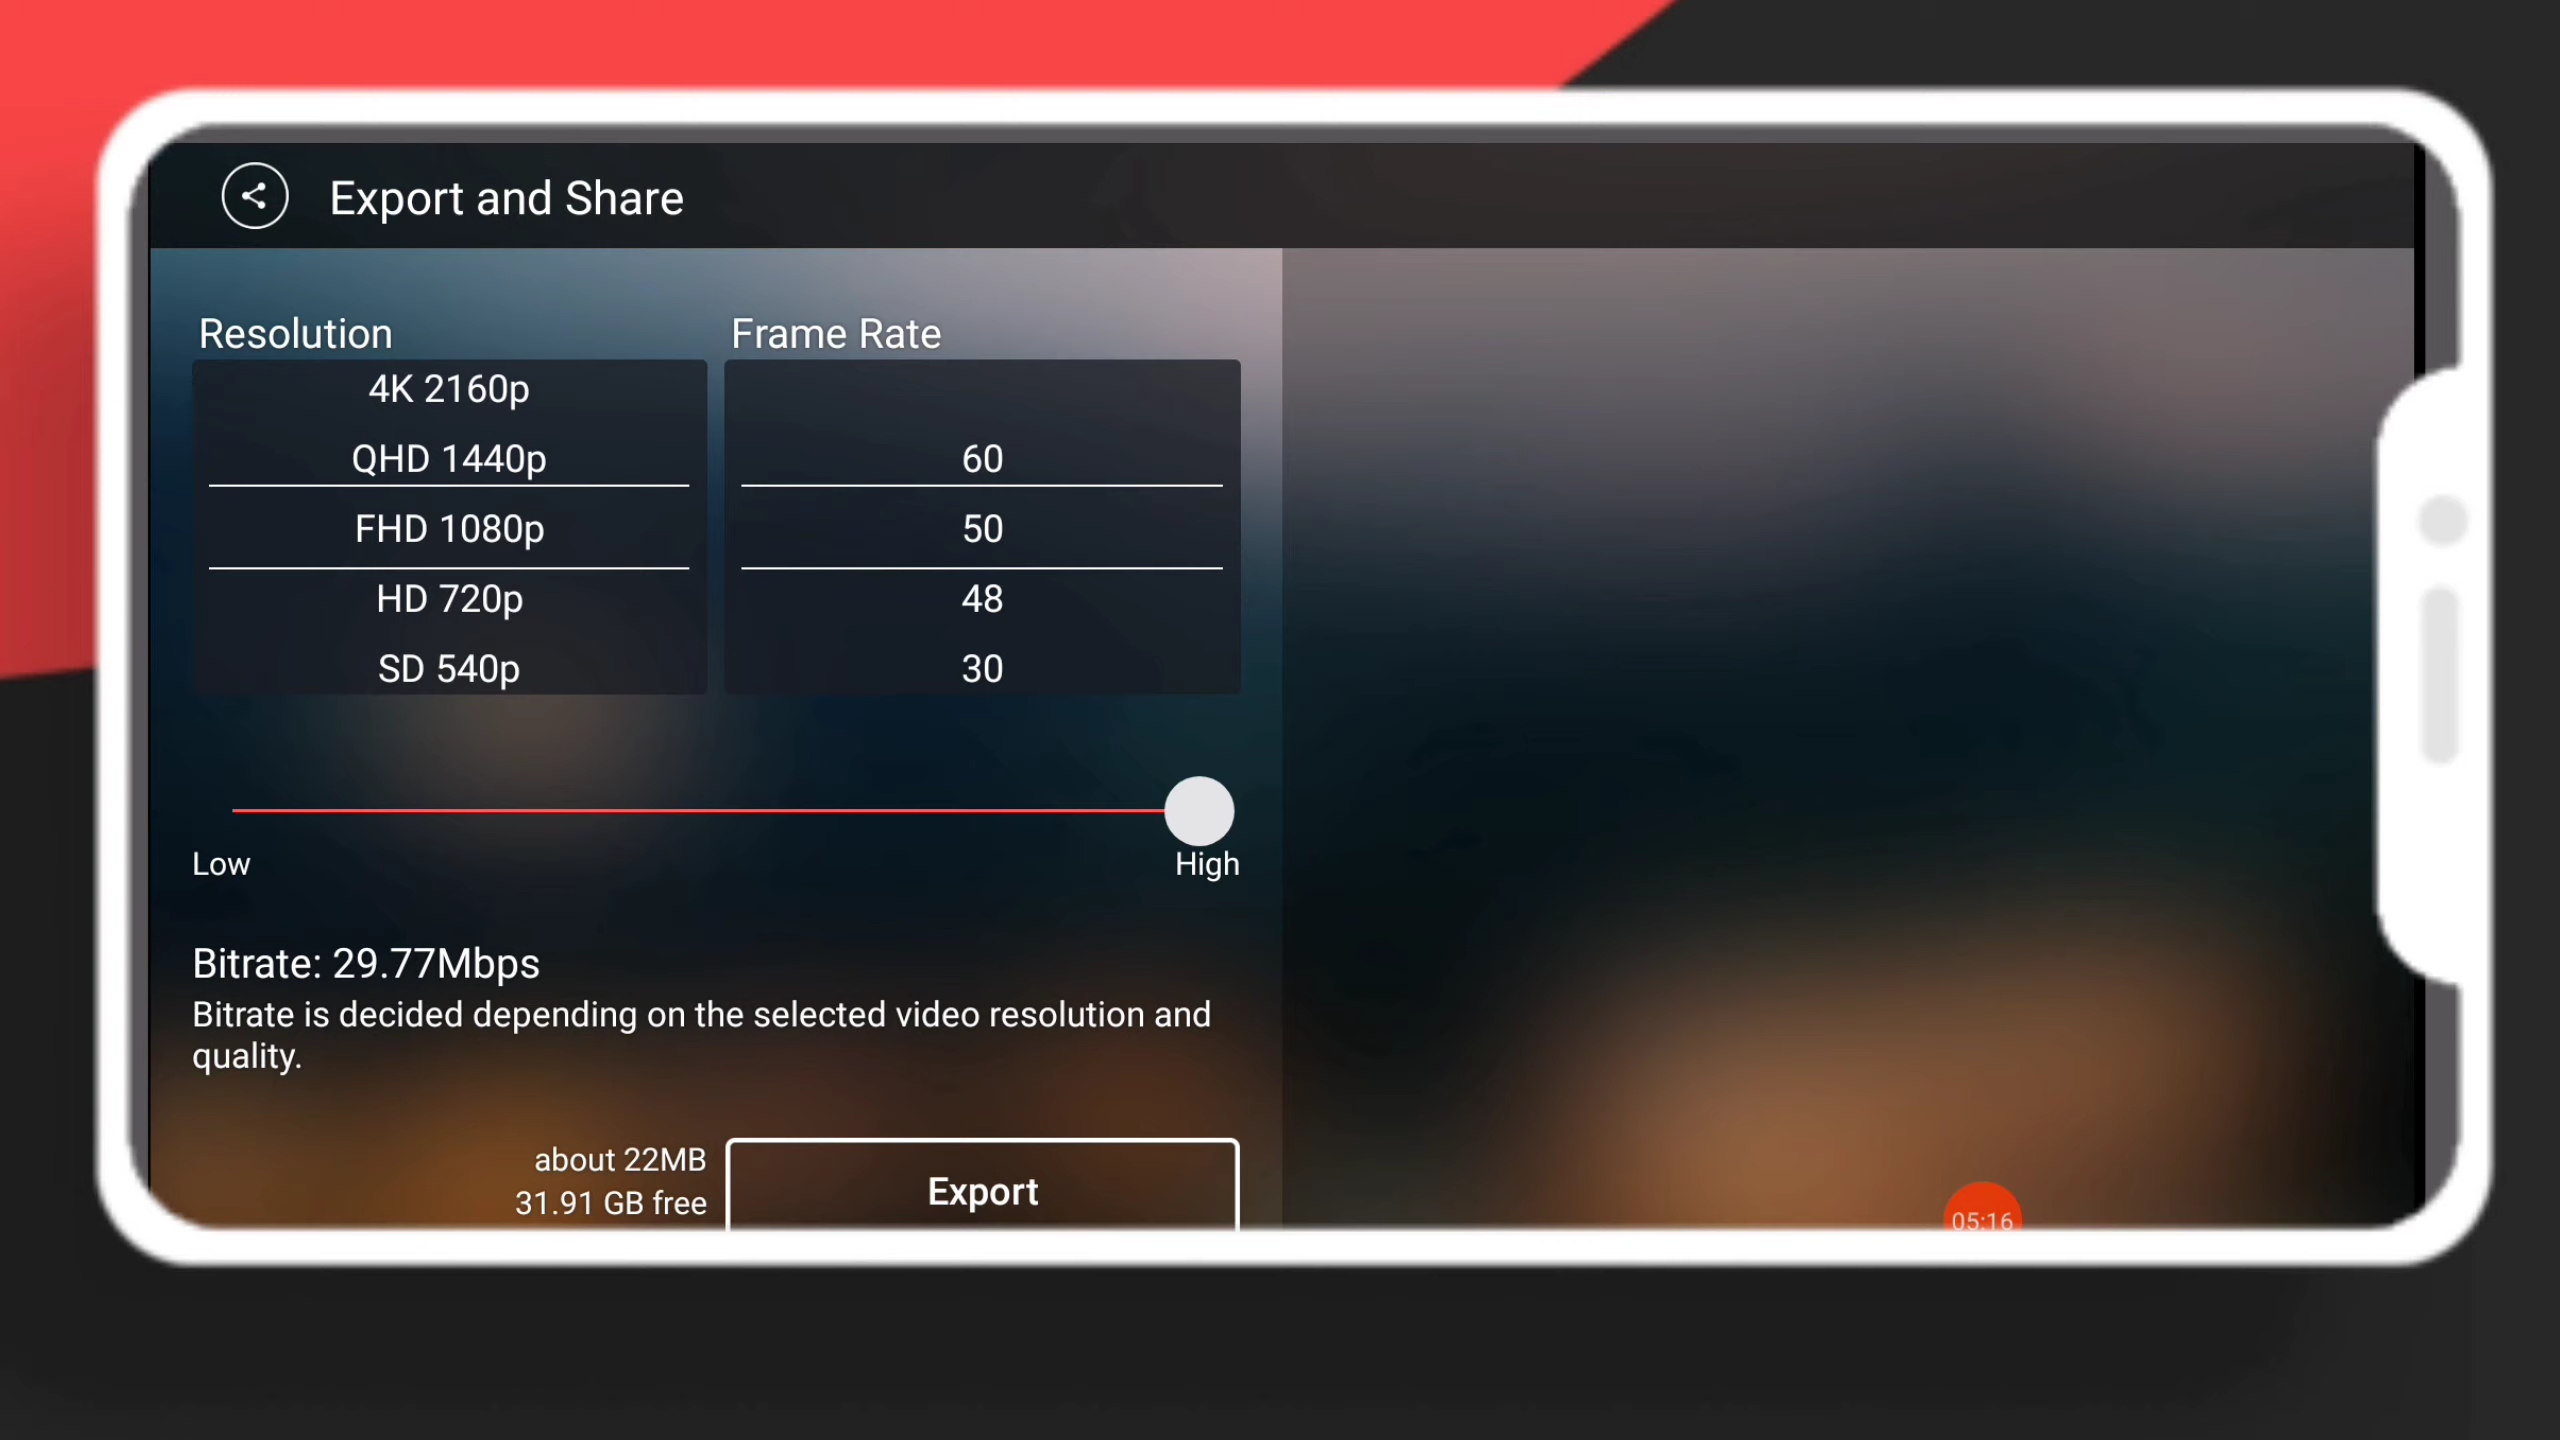 Export and Share
Resolution
4K 2160p
QHD 1440p
FHD 1080p
HD 720p
SD 540p
Frame Rate
60
50
48
30
Low
High
Bitrate: 29.77Mbps
Bitrate is decided depending on the selected video resolution and
quality.
about 22MB
31.91 GB free
Export
05:16